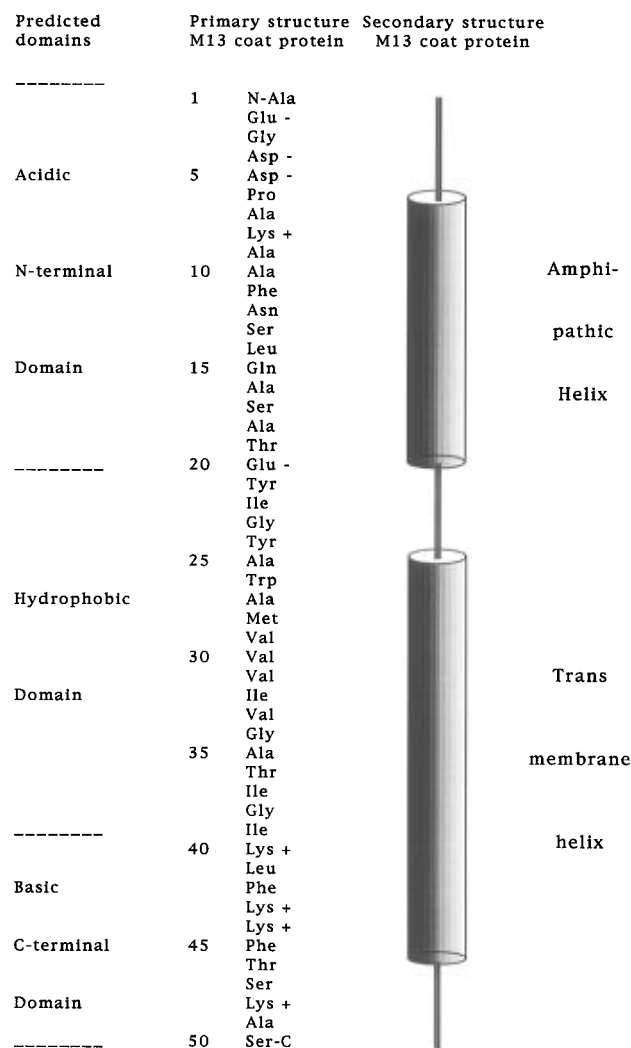 Predicted Primary structure Secondary structure
domains M13 coat protein M13 coat protein
1 N-Ala
Glu -
Gly
Asp -
Acidic 5 Asp -
Pro
Ala
Lys +
Ala
N-terminal 10 Ala Amphi-
Phe
Asn
Ser pathic
Leu
Domain 15 Gln
Ala Helix
Ser
Ala
Thr
20 Glu -
Tyr
Ile
Gly
Tyr
25 Ala
Trp
Hydrophobic Ala
Met
Val
30 Val
Val Trans
Domain Ile
Val
Gly
35 Ala membrane
Thr
Ile
Gly
Ile
40 Lys + helix
Leu
Basic Phe
Lys +
Lys +
C-terminal 45 Phe
Thr
Ser
Domain Lys +
Ala
50 Ser-C